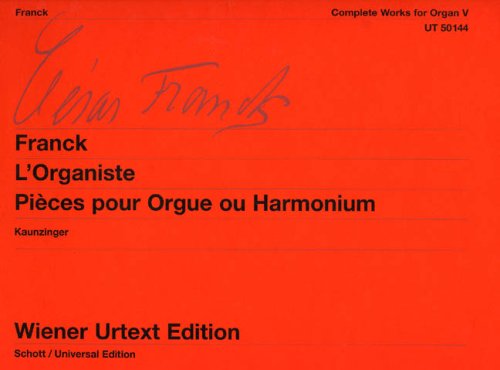 Franck
Complete Works for Organ V
UT 50144
César Franck
Franck
L'Organiste
Pièces pour Orgue ou Harmonium
Kaunzinger
Wiener Urtext Edition
Schott / Universal Edition